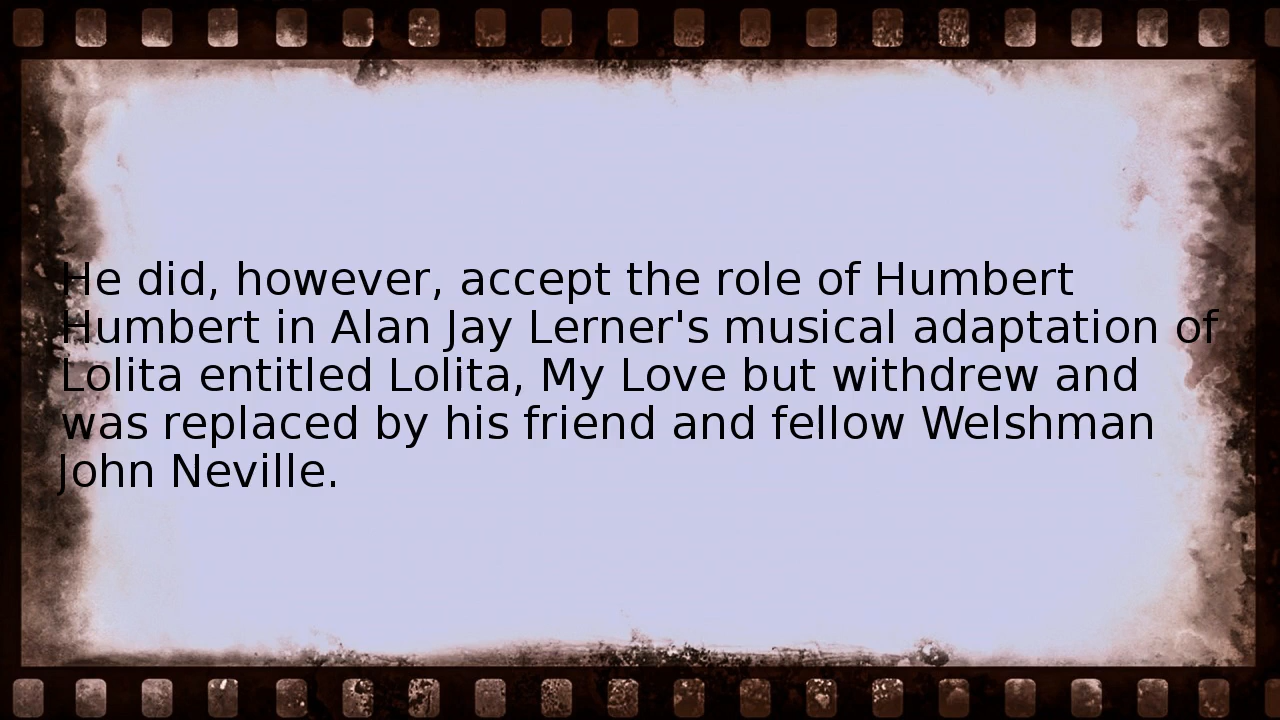 He did, however, accept the role of Humbert
Humbert in Alan Jay Lerner's musical adaptation of
Lolita entitled Lolita, My Love but withdrew and
was replaced by his friend and fellow Welshman
John Neville.